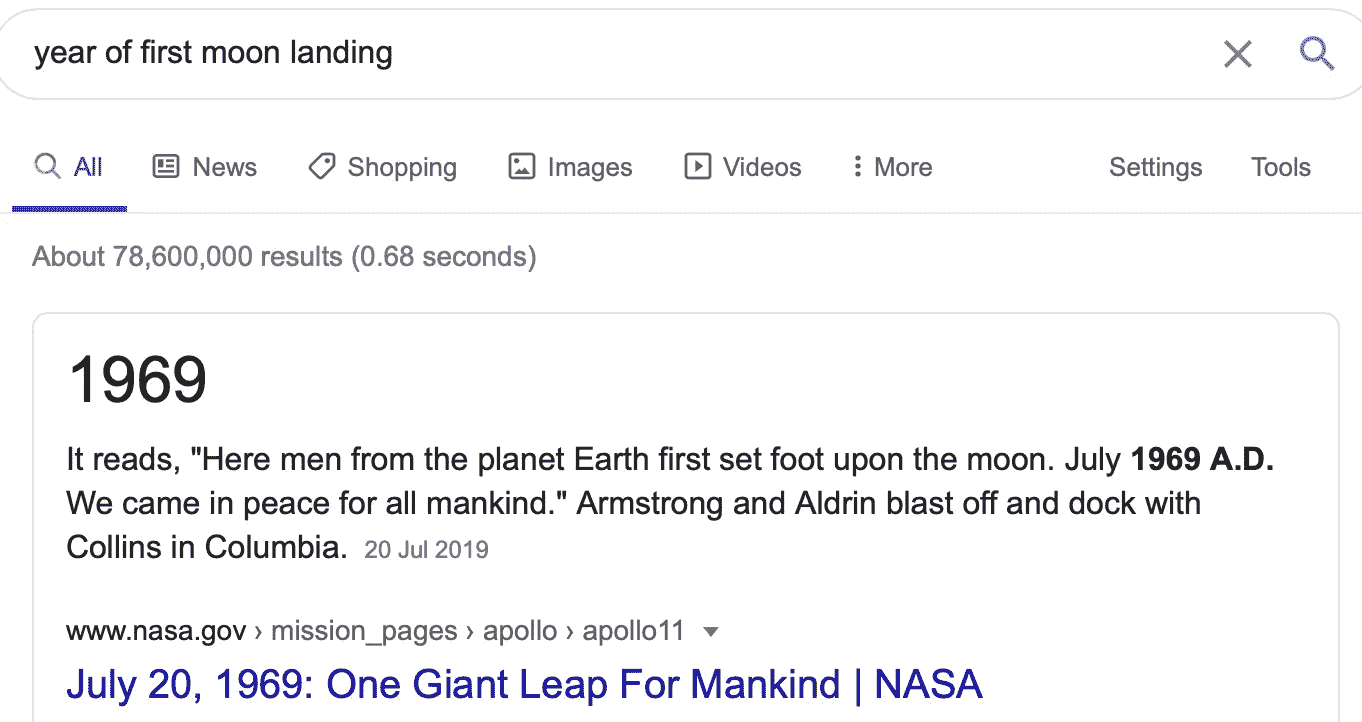 year of first moon landing
All News Shopping Images Videos More Settings Tools
About 78,600,000 results (0.68 seconds)
1969
It reads, "Here men from the planet Earth first set foot upon the moon. July 1969 A.D.
We came in peace for all mankind." Armstrong and Aldrin blast off and dock with
Collins in Columbia. 20 Jul 2019
www.nasa.gov › mission_pages › apollo › apollo11
July 20, 1969: One Giant Leap For Mankind | NASA